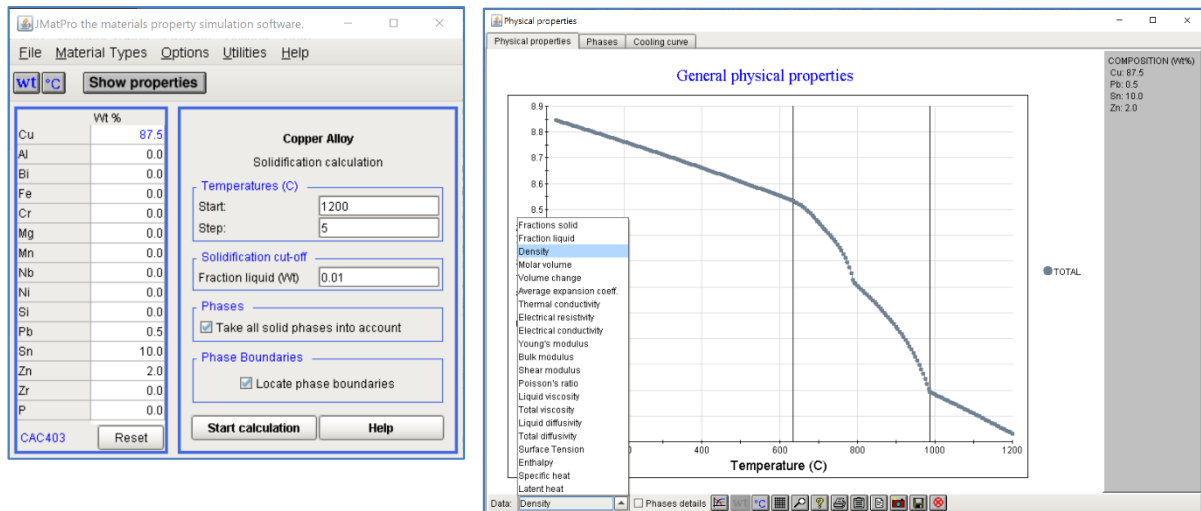 JMatPro the materials property simulation software.
File Material Types Options Utilities Help
wt °C Show properties
Wt %
Cu 87.5
Al 0.0
Bi 0.0
Fe 0.0
Cr 0.0
Mg 0.0
Mn 0.0
Nb 0.0
Ni 0.0
Si 0.0
Pb 0.5
Sn 10.0
Zn 2.0
Zr 0.0
P 0.0
CAC403 Reset
Copper Alloy
Solidification calculation
Temperatures (C)
Start: 1200
Step: 5
Solidification cut-off
Fraction liquid (Wt) 0.01
Phases
Take all solid phases into account
Phase Boundaries
Locate phase boundaries
Start calculation Help
Physical properties
Physical properties Phases Cooling curve
General physical properties
8.9
8.8
8.7
8.6
8.5
Fractions solid
Fraction liquid
Density
Molar volume
Volume change
Average expansion coeff.
Thermal conductivity
Electrical resistivity
Electrical conductivity
Young's modulus
Bulk modulus
Shear modulus
Poisson's ratio
Liquid viscosity
Total viscosity
Liquid diffusivity
Total diffusivity
Surface Tension
Enthalpy
Specific heat
Latent heat
400 600 800 1000 1200
Temperature (C)
TOTAL
COMPOSITION (Wt%)
Cu: 87.5
Pb: 0.5
Sn: 10.0
Zn: 2.0
Data: Density Phases details wt °C